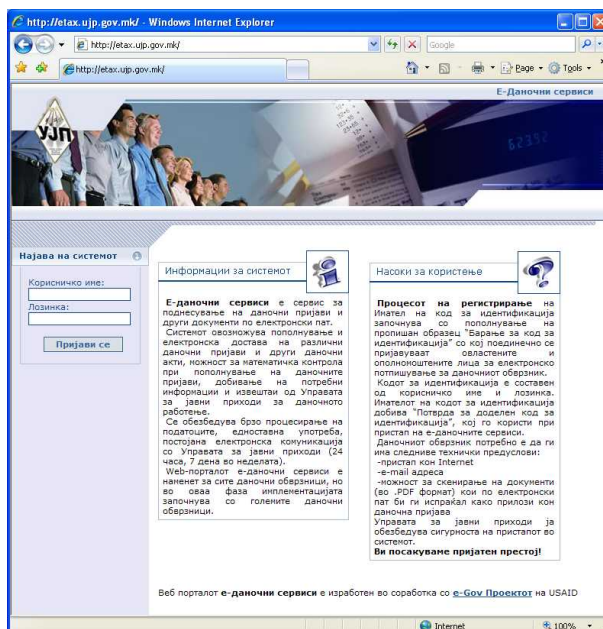 http://etax.ujp.gov.mk/ - Windows Internet Explorer
http://etax.ujp.gov.mk/
Google
http://etax.ujp.gov.mk/
Page
Tools
Е-Даночни сервиси
УЈП
Најава на системот
Корисничко име:
Лозинка:
Пријави се
Информации за системот
Е-даночни сервиси е сервис за
поднесување на даночни пријави и
други документи по електронски пат.
Системот овозможува пополнување и
електронска достава на различни
даночни пријави и други даночни
акти, можност за математичка контрола
при пополнување на даночните
пријави, добивање на потребни
информации и извештаи од Управата
за јавни приходи за даночното
работење.
Се обезбедува брзо процесирање на
податоците, едноставна употреба,
постојана електронска комуникација
со Управата за јавни приходи (24
часа, 7 дена во неделата).
Web-порталот е-даночни сервиси е
наменет за сите даночни обврзници, но
во оваа фаза имплементацијата
започнува со големите даночни
обврзници.
Насоки за користење
Процесот на регистрирање на
Имател на код за идентификација
започнува со пополнување на
пропишан образец "Барање за код за
идентификација" со кој поединечно се
пријавуваат овластените и
ополномоштените лица за електронско
потпишување за даночниот обврзник.
Кодот за идентификација е составен
од корисничко име и лозинка.
Имателот на кодот за идентификација
добива "Потврда за доделен код за
идентификација", кој го користи при
пристап на е-даночните сервиси.
Даночниот обврзник потребно е да ги
има следниве технички предуслови:
-пристап кон Internet
-e-mail адреса
-можност за скенирање на документи
(во .PDF формат) кои по електронски
пат би ги испраќал како прилози кон
даночна пријава
Управата за јавни приходи ја
обезбедува сигурноста на пристапот во
системот.
Ви посакуваме пријатен престој!
Веб порталот е-даночни сервиси е изработен во соработка со e-Gov Проектот на USAID
Internet
100%